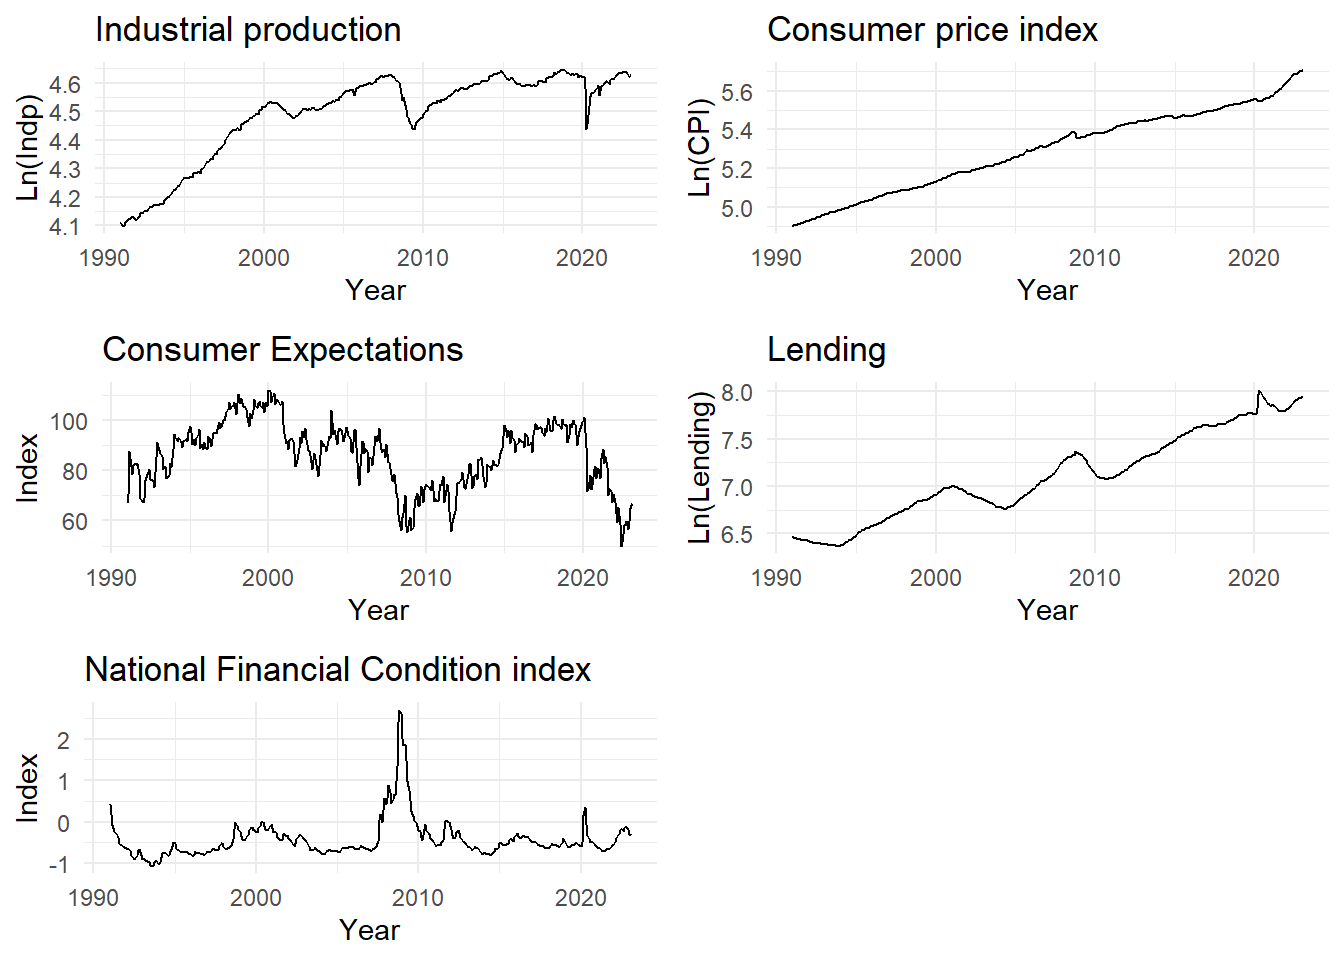 Industrial production
Ln(Indp)
4.6
4.5
4.4
4.3
4.2
4.1
1990 2000 2010 2020
Year
Consumer price index
Ln(CPI)
5.6
5.4
5.2
5.0
1990 2000 2010 2020
Year
Consumer Expectations
Index
100
80
60
1990 2000 2010 2020
Year
Lending
Ln(Lending)
8.0
7.5
7.0
6.5
1990 2000 2010 2020
Year
National Financial Condition index
Index
2
1
0
-1
1990 2000 2010 2020
Year